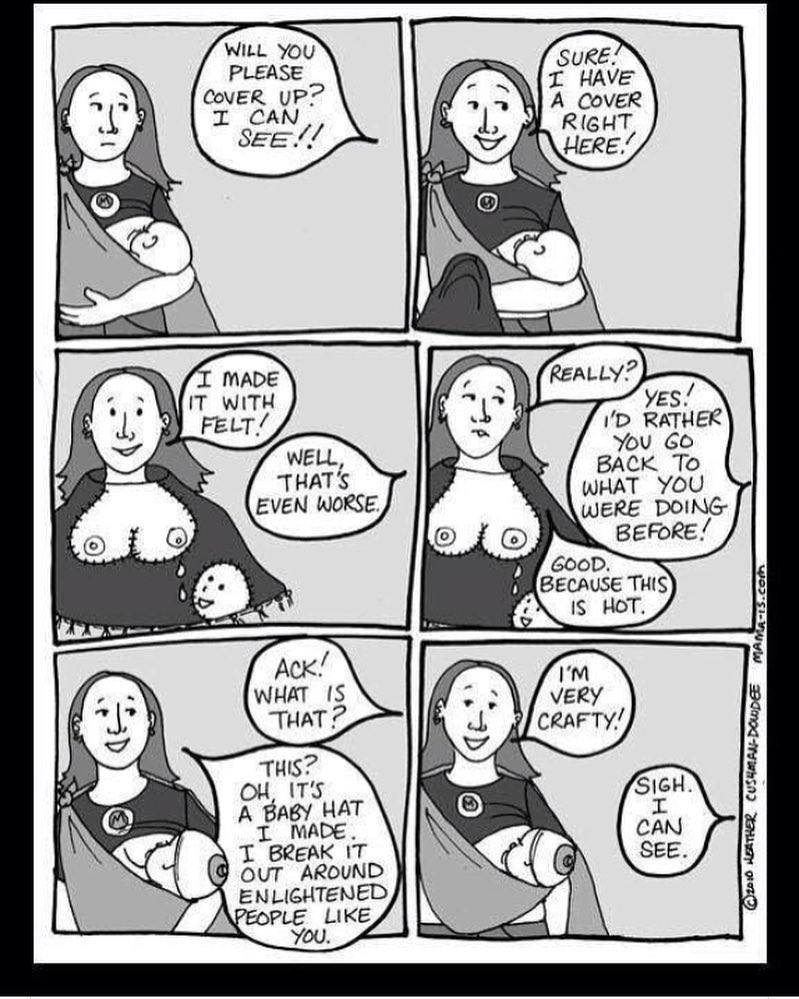 WILL YOU
PLEASE
COVER UP?
I CAN
SEE!!
SURE!
I HAVE
A COVER
RIGHT
HERE!
M
M
I MADE
IT WITH
FELT!
WELL,
THAT'S
EVEN WORSE.
REALLY?
YES!
I'D RATHER
YOU GO
BACK TO
WHAT YOU
WERE DOING
BEFORE!
GOOD.
BECAUSE THIS
IS HOT.
ACK!
WHAT IS
THAT?
THIS?
OH, IT'S
A BABY HAT
I MADE.
I BREAK IT
OUT AROUND
ENLIGHTENED
PEOPLE LIKE
YOU.
M
I'M
VERY
CRAFTY!
SIGH.
I
CAN
SEE.
M
©2010 HEATHER CUSHMAN-DOWDEE MAMA-IS.COM